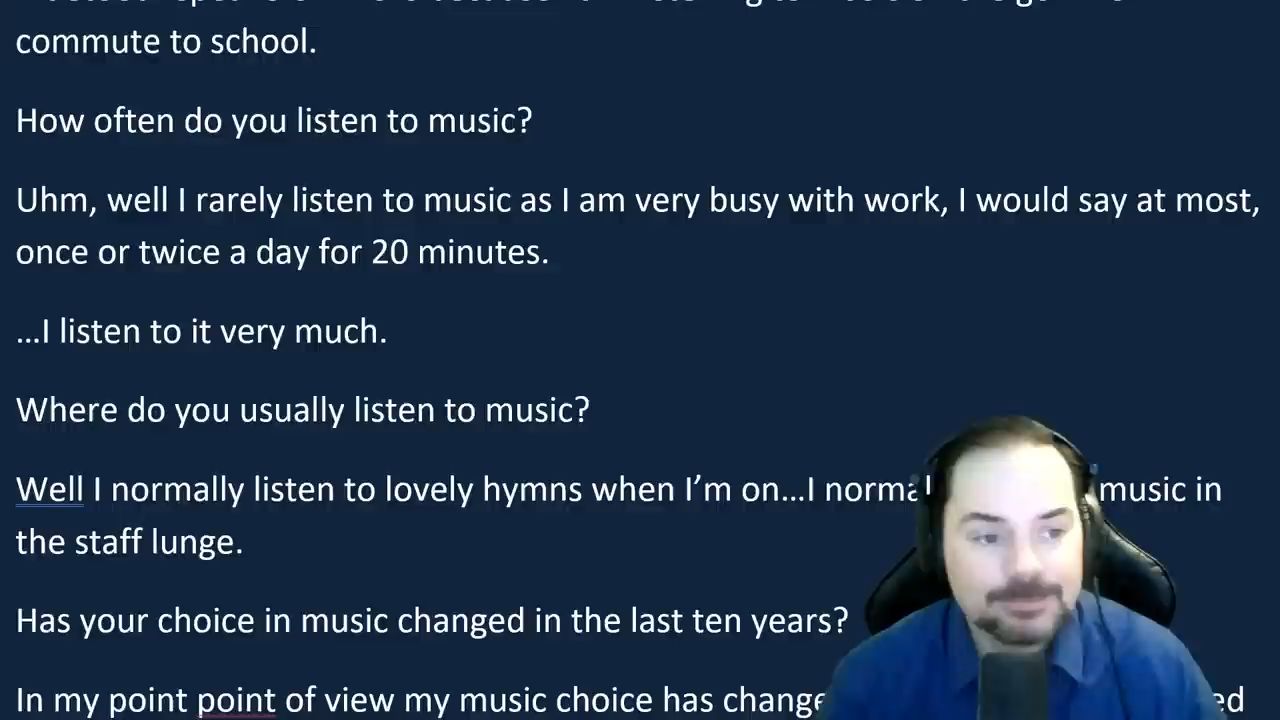 commute to school.
How often do you listen to music?
Uhm, well I rarely listen to music as I am very busy with work, I would say at most,
once or twice a day for 20 minutes.
...I listen to it very much.
Where do you usually listen to music?
Well I normally listen to lovely hymns when I’m on...I music in
the staff lunge.
Has your choice in music changed in the last ten years?
In my point point of view my music choice has